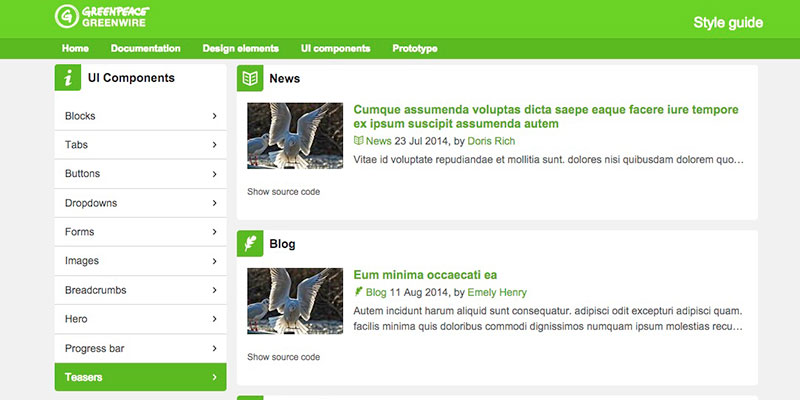 GREENPEACE
GREENWIRE
Style guide
Home Documentation Design elements UI components Prototype
UI Components
Blocks
Tabs
Buttons
Dropdowns
Forms
Images
Breadcrumbs
Hero
Progress bar
Teasers
News
Cumque assumenda voluptas dicta saepe eaque facere iure tempore
ex ipsum suscipit assumenda autem
News 23 Jul 2014, by Doris Rich
Vitae id voluptate repudiandae et mollitia sunt. dolores nisi quibusdam dolorem quo...
Show source code
Blog
Eum minima occaecati ea
Blog 11 Aug 2014, by Emely Henry
Autem incidunt harum aliquid sunt consequatur. adipisci odit excepturi adipisci quam.
facilis minima quis doloribus commodi dignissimos numquam ipsum molestias recu...
Show source code